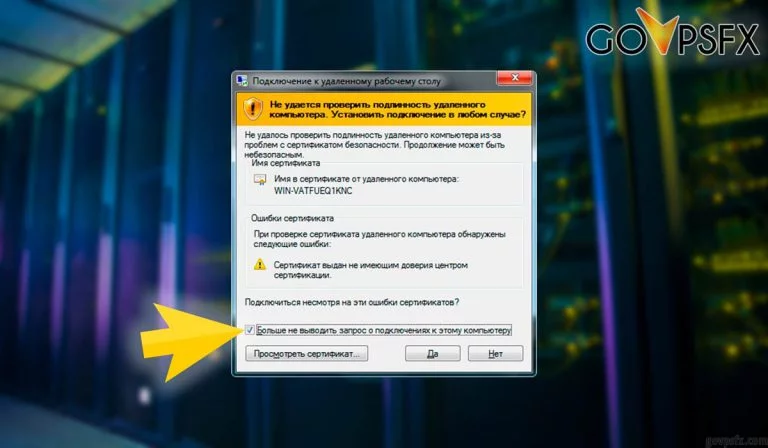 GOVPSFX
Подключение к удаленному рабочему столу
Не удается проверить подлинность удаленного
компьютера. Установить подключение в любом случае?
Не удалось проверить подлинность удаленного компьютера из-за
проблем с сертификатом безопасности. Продолжение может быть
небезопасным.
Имя сертификата
Имя в сертификате от удаленного компьютера:
WIN-VATFUEQ1KNC
Ошибки сертификата
При проверке сертификата удаленного компьютера обнаружены
следующие ошибки:
Сертификат выдан не имеющим доверия центром
сертификации.
Подключиться несмотря на эти ошибки сертификатов?
Больше не выводить запрос о подключениях к этому компьютеру
Просмотреть сертификат...
Да
Нет
govpsfx.com